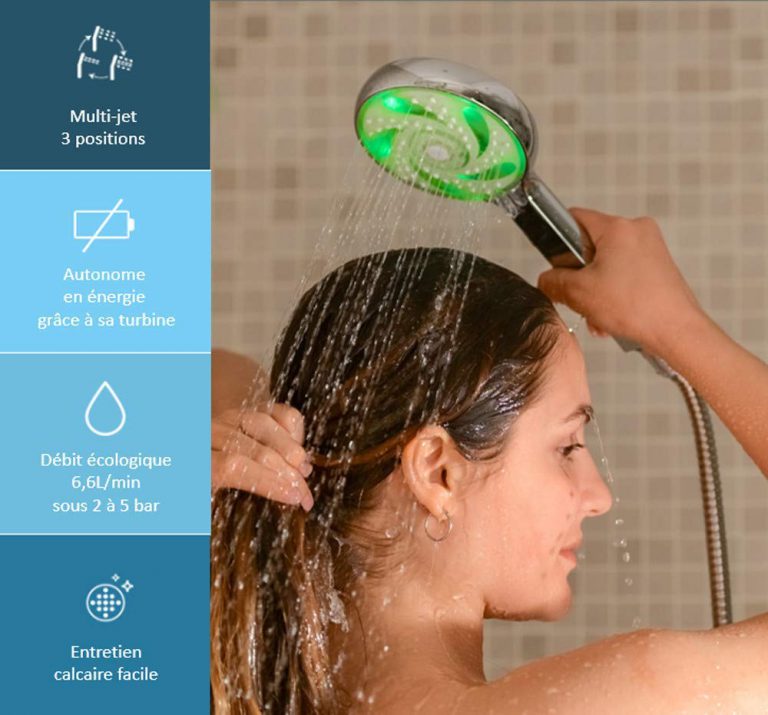 Multi-jet
3 positions
Autonome
en énergie
grâce à sa turbine
Débit écologique
6,6L/min
sous 2 à 5 bar
Entretien
calcaire facile